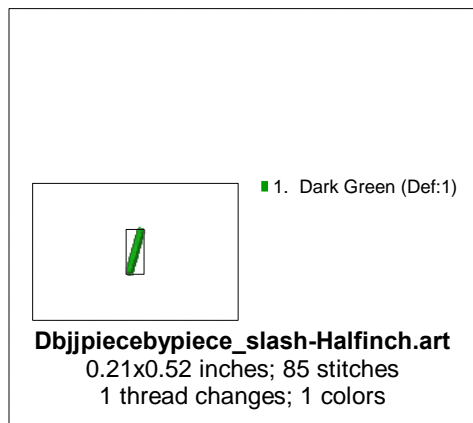 1. Dark Green (Def:1)
Dbjjpiecebypiece_slash-Halfinch.art
0.21x0.52 inches; 85 stitches
1 thread changes; 1 colors